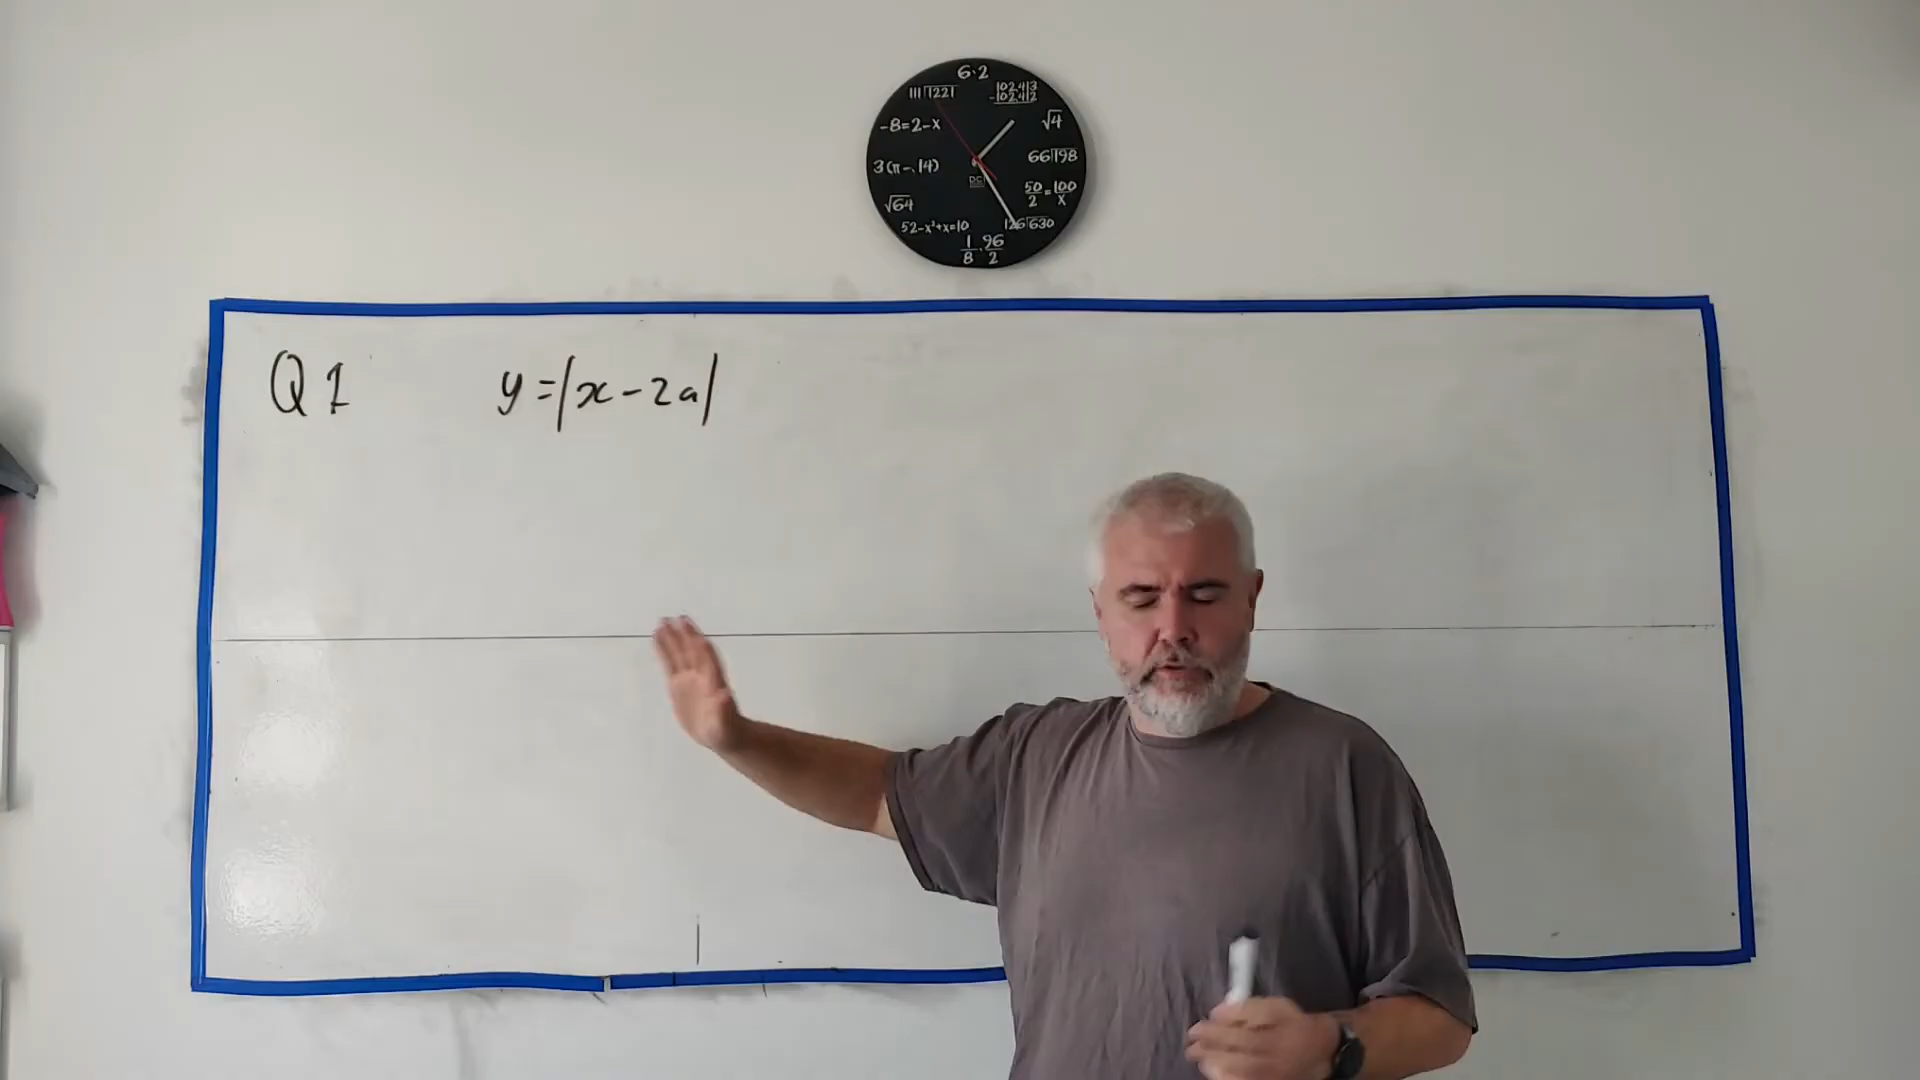 6·2
111⟌1221
102,413
-102,412
-8=2-x
√4
3(π-.14)
66⟌198
√64
50/2=100/x
52-x²+x=10
126⟌630
1/8·96/2
Q1 y=|x-2a|